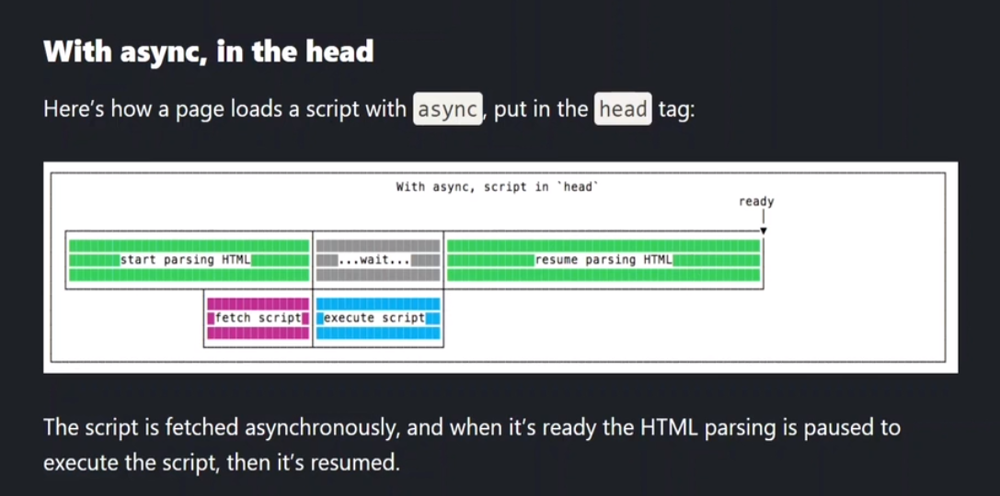 With async, in the head
Here’s how a page loads a script with async, put in the head tag:
With async, script in `head`
ready
start parsing HTML
...wait...
resume parsing HTML
fetch script
execute script
The script is fetched asynchronously, and when it’s ready the HTML parsing is paused to
execute the script, then it’s resumed.